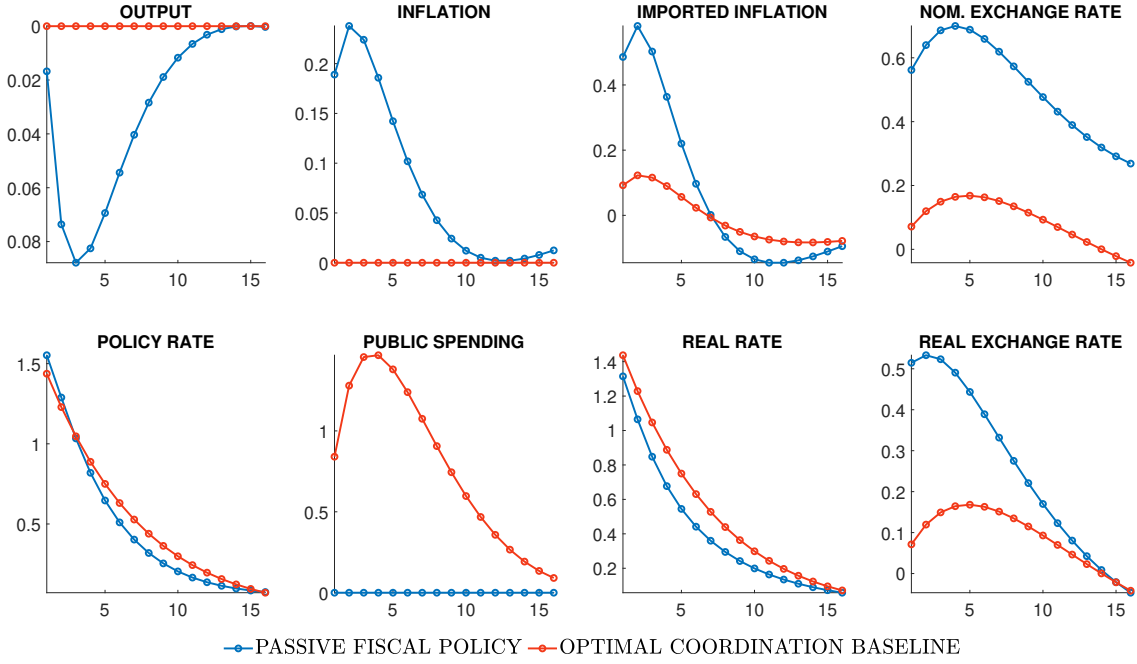 OUTPUT
0
0.02
0.04
0.06
0.08
5 10 15
INFLATION
0.2
0.15
0.1
0.05
0
5 10 15
IMPORTED INFLATION
0.4
0.2
0
5 10 15
NOM. EXCHANGE RATE
0.6
0.4
0.2
0
5 10 15
POLICY RATE
1.5
1
0.5
5 10 15
PUBLIC SPENDING
1
0.5
0
5 10 15
REAL RATE
1.4
1.2
1
0.8
0.6
0.4
0.2
5 10 15
REAL EXCHANGE RATE
0.5
0.4
0.3
0.2
0.1
0
5 10 15
PASSIVE FISCAL POLICY OPTIMAL COORDINATION BASELINE